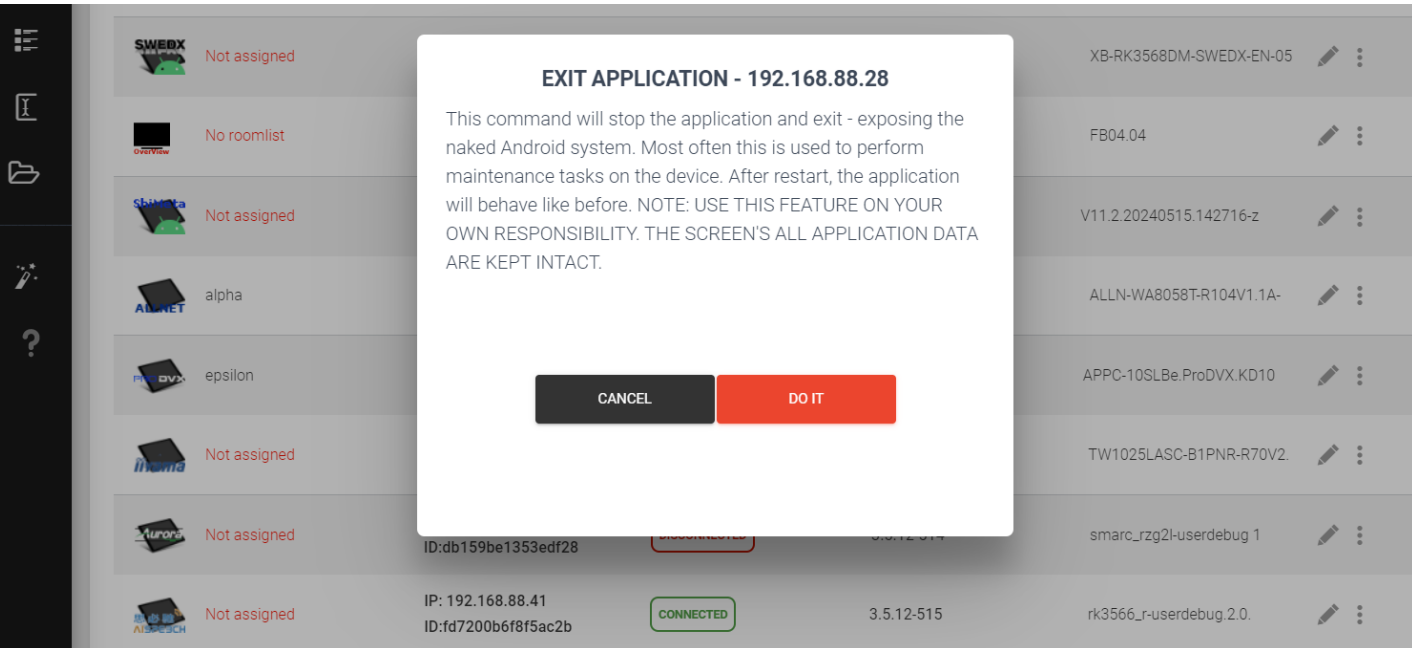 SWEDX
Not assigned
XB-RK3568DM-SWEDX-EN-05
EXIT APPLICATION - 192.168.88.28
This command will stop the application and exit - exposing the
naked Android system. Most often this is used to perform
maintenance tasks on the device. After restart, the application
will behave like before. NOTE: USE THIS FEATURE ON YOUR
OWN RESPONSIBILITY. THE SCREEN'S ALL APPLICATION DATA
ARE KEPT INTACT.
CANCEL
DO IT
OverView
No roomlist
FB04.04
Not assigned
V11.2.20240515.142716-z
ALLNET
alpha
ALLN-WA8058T-R104V1.1A-
epsilon
APPC-10SLBe.ProDVX.KD10
Not assigned
TW1025LASC-B1PNR-R70V2.
Aurora
Not assigned
ID:db159be1353edf28
DISCONNECTED
3.5.12-514
smarc_rzg2l-userdebug 1
Not assigned
IP: 192.168.88.41
ID:fd7200b6f8f5ac2b
CONNECTED
3.5.12-515
rk3566_r-userdebug.2.0.